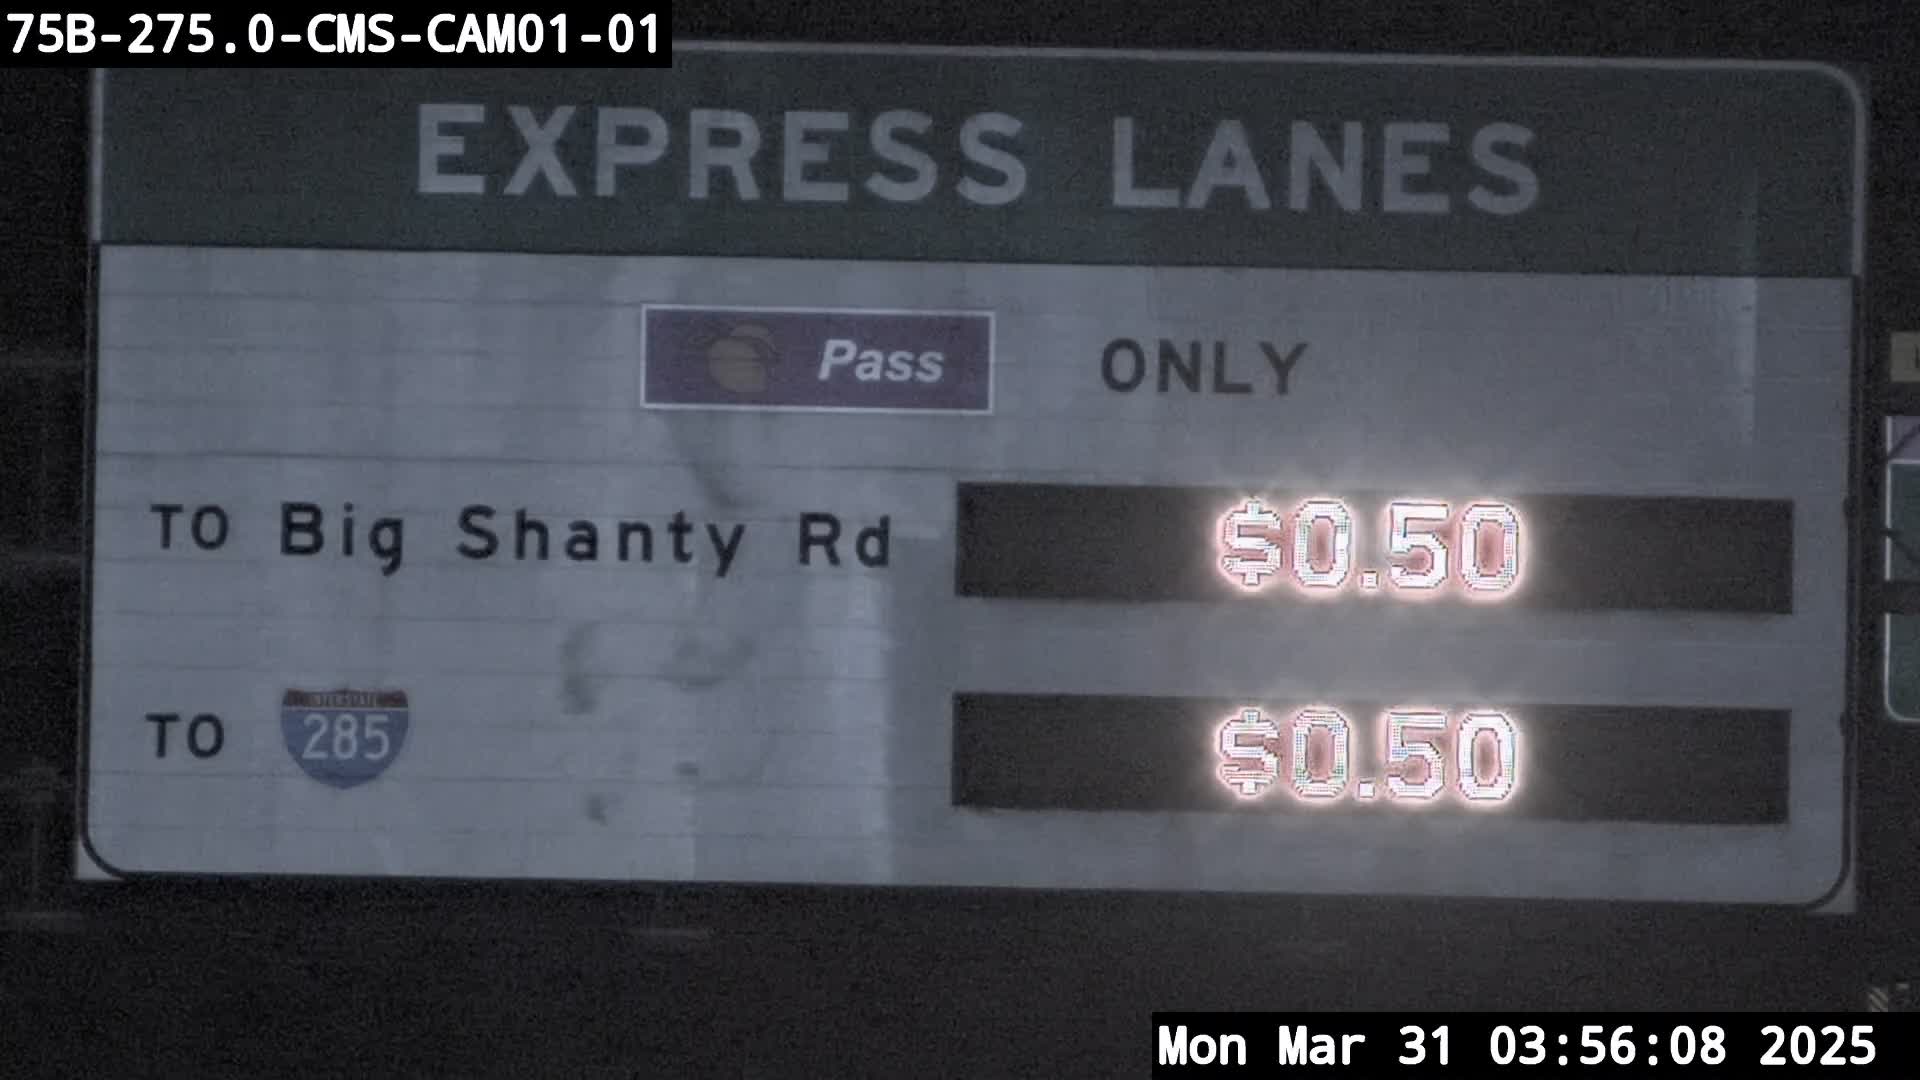 75B-275.0-CMS-CAM01-01
EXPRESS LANES
Pass ONLY
TO Big Shanty Rd $0.50
TO INTERSTATE 285 $0.50
Mon Mar 31 03:56:08 2025